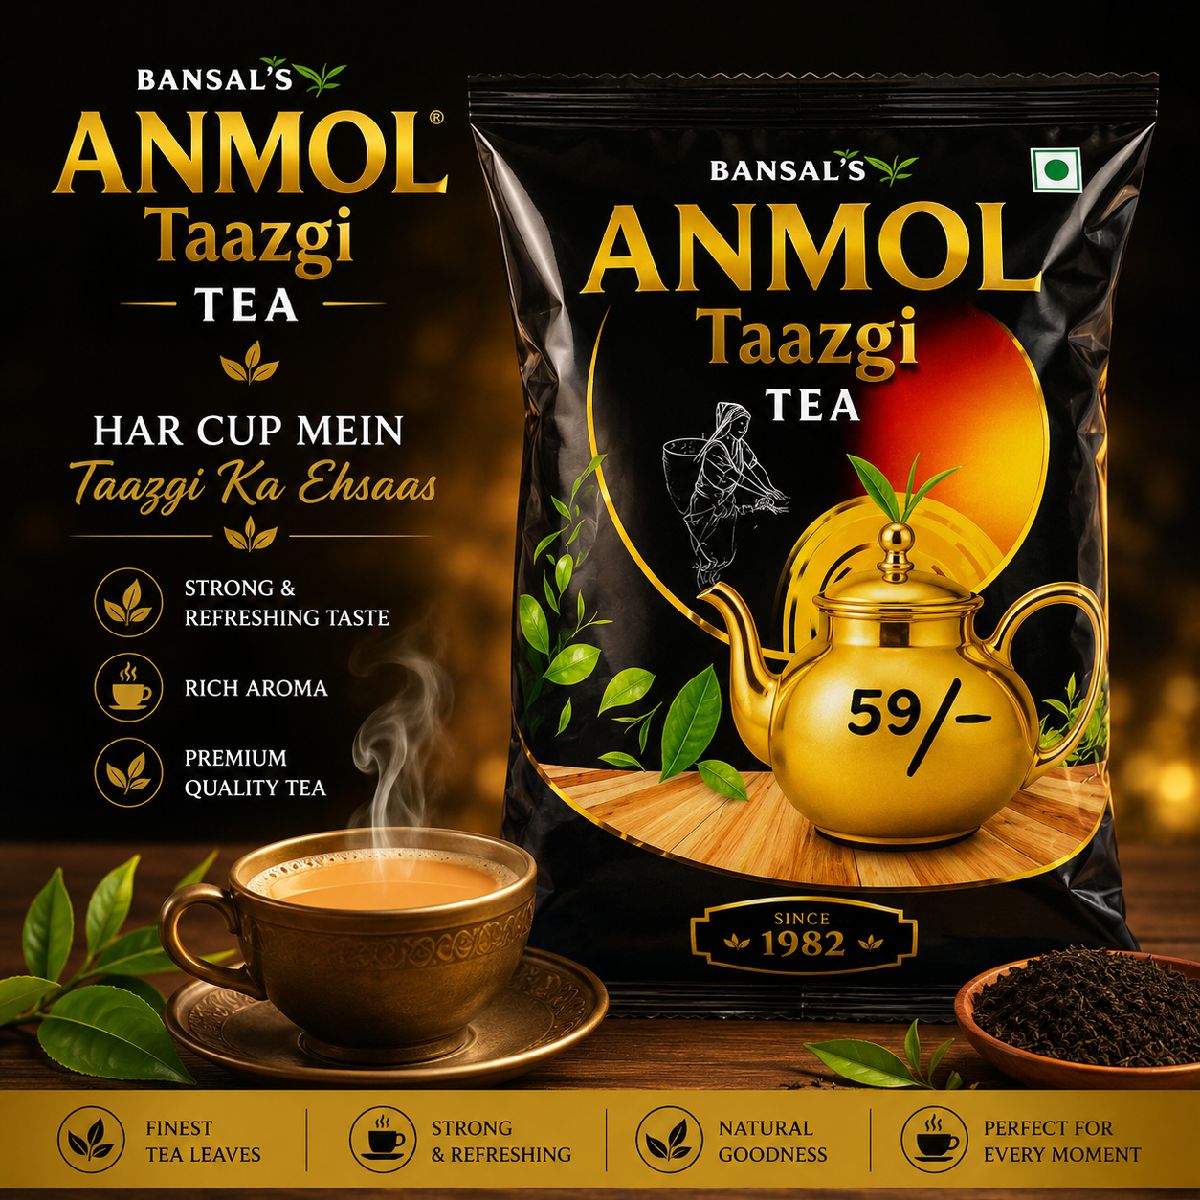 BANSAL'S
ANMOL®
Taazgi
TEA
HAR CUP MEIN
Taazgi Ka Ehsaas
STRONG &
REFRESHING TASTE
RICH AROMA
PREMIUM
QUALITY TEA
BANSAL'S
ANMOL
Taazgi
TEA
59/-
SINCE
1982
FINEST
TEA LEAVES
STRONG
& REFRESHING
NATURAL
GOODNESS
PERFECT FOR
EVERY MOMENT